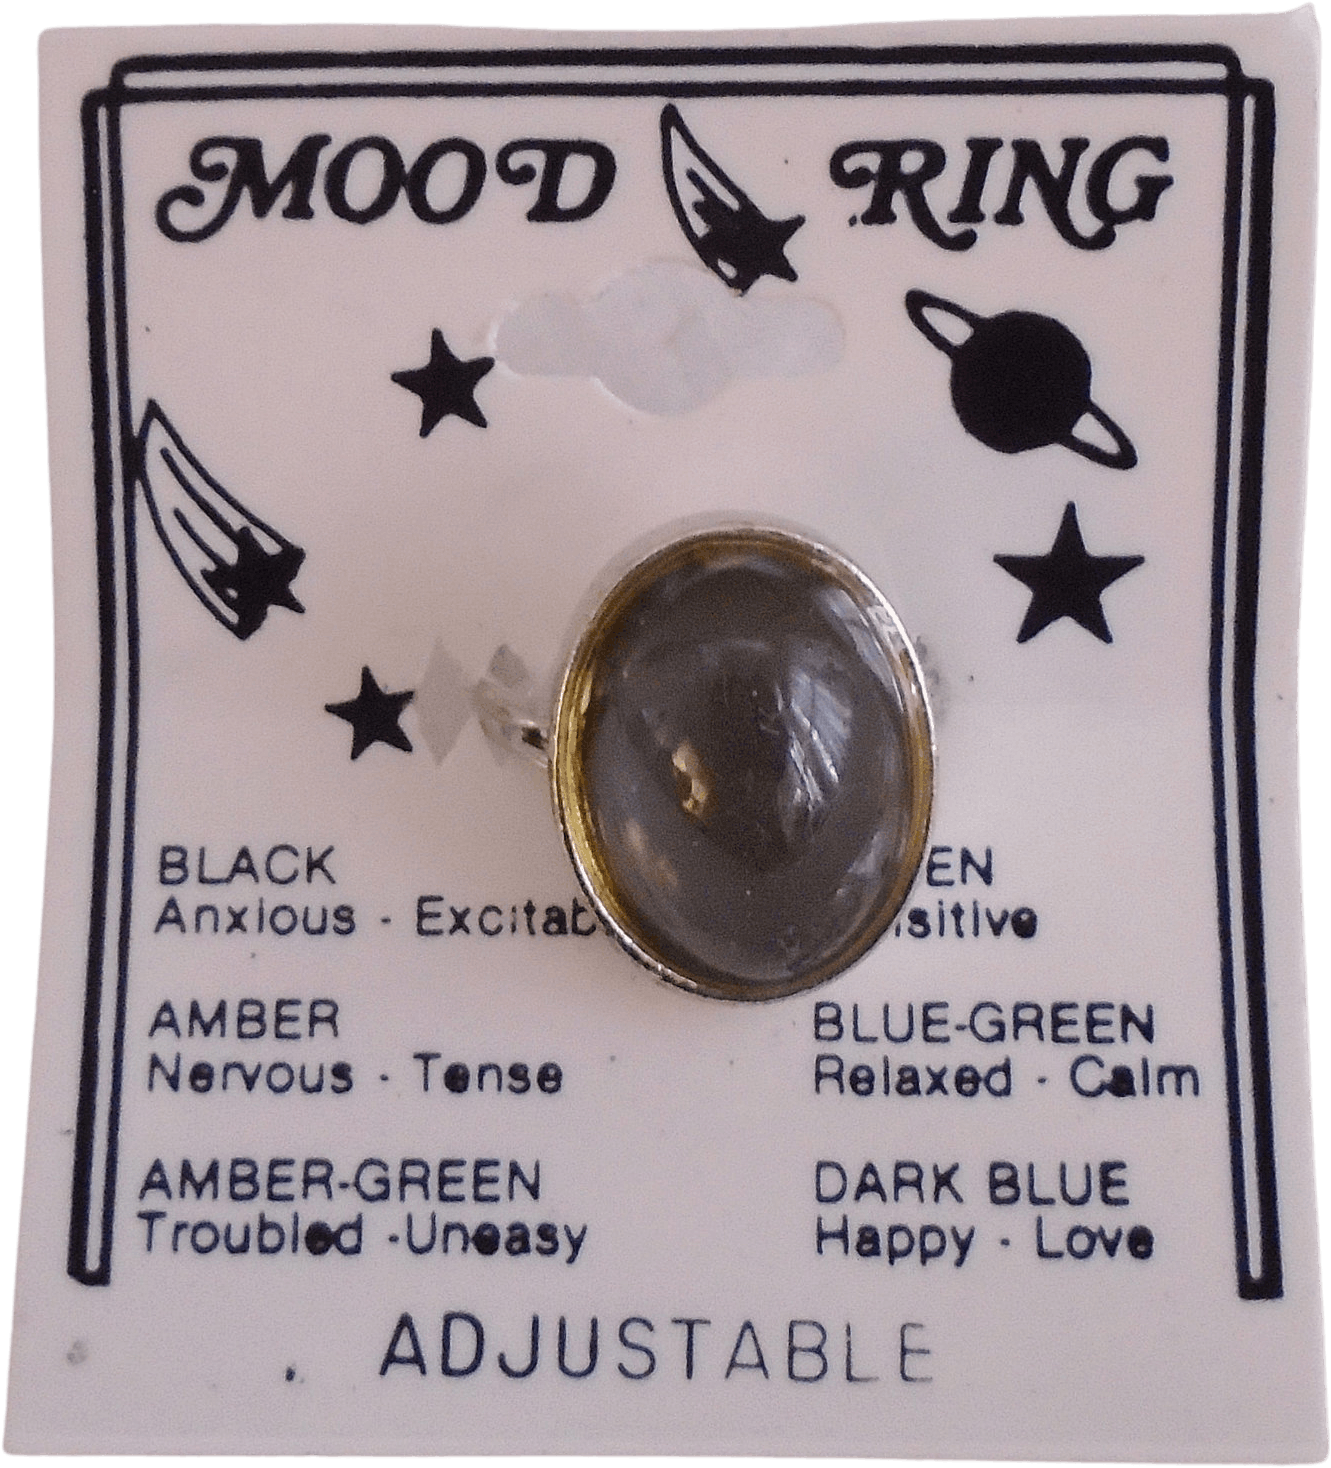 MOOD RING
BLACK
Anxious - 
AMBER
Nervous - Tense
AMBER-GREEN
Troubled -Uneasy
BLUE-GREEN
Relaxed - Calm
DARK BLUE
Happy - Love
ADJUSTABLE